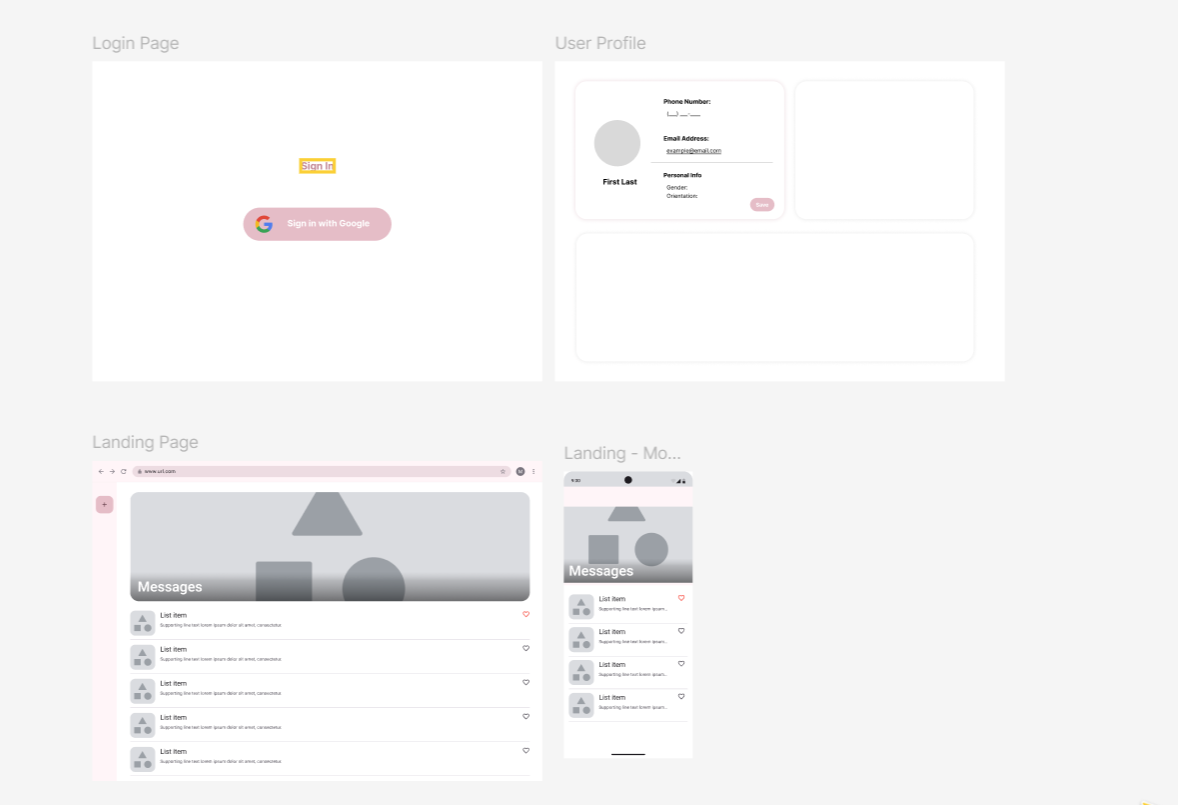 Login Page
User Profile
Sign In
Sign in with Google
Phone Number:
(__) __-___
Email Address:
example@email.com
First Last
Personal Info
Gender:
Orientation:
Save
Landing Page
www.url.com
M
+
Messages
List item
Supporting line text lorem ipsum dolor sit amet, consectetur.
List item
Supporting line text lorem ipsum dolor sit amet, consectetur.
List item
Supporting line text lorem ipsum dolor sit amet, consectetur.
List item
Supporting line text lorem ipsum dolor sit amet, consectetur.
List item
Supporting line text lorem ipsum dolor sit amet, consectetur.
Landing - Mo...
9:30
Messages
List item
Supporting line text lorem ipsum...
List item
Supporting line text lorem ipsum...
List item
Supporting line text lorem ipsum...
List item
Supporting line text lorem ipsum...